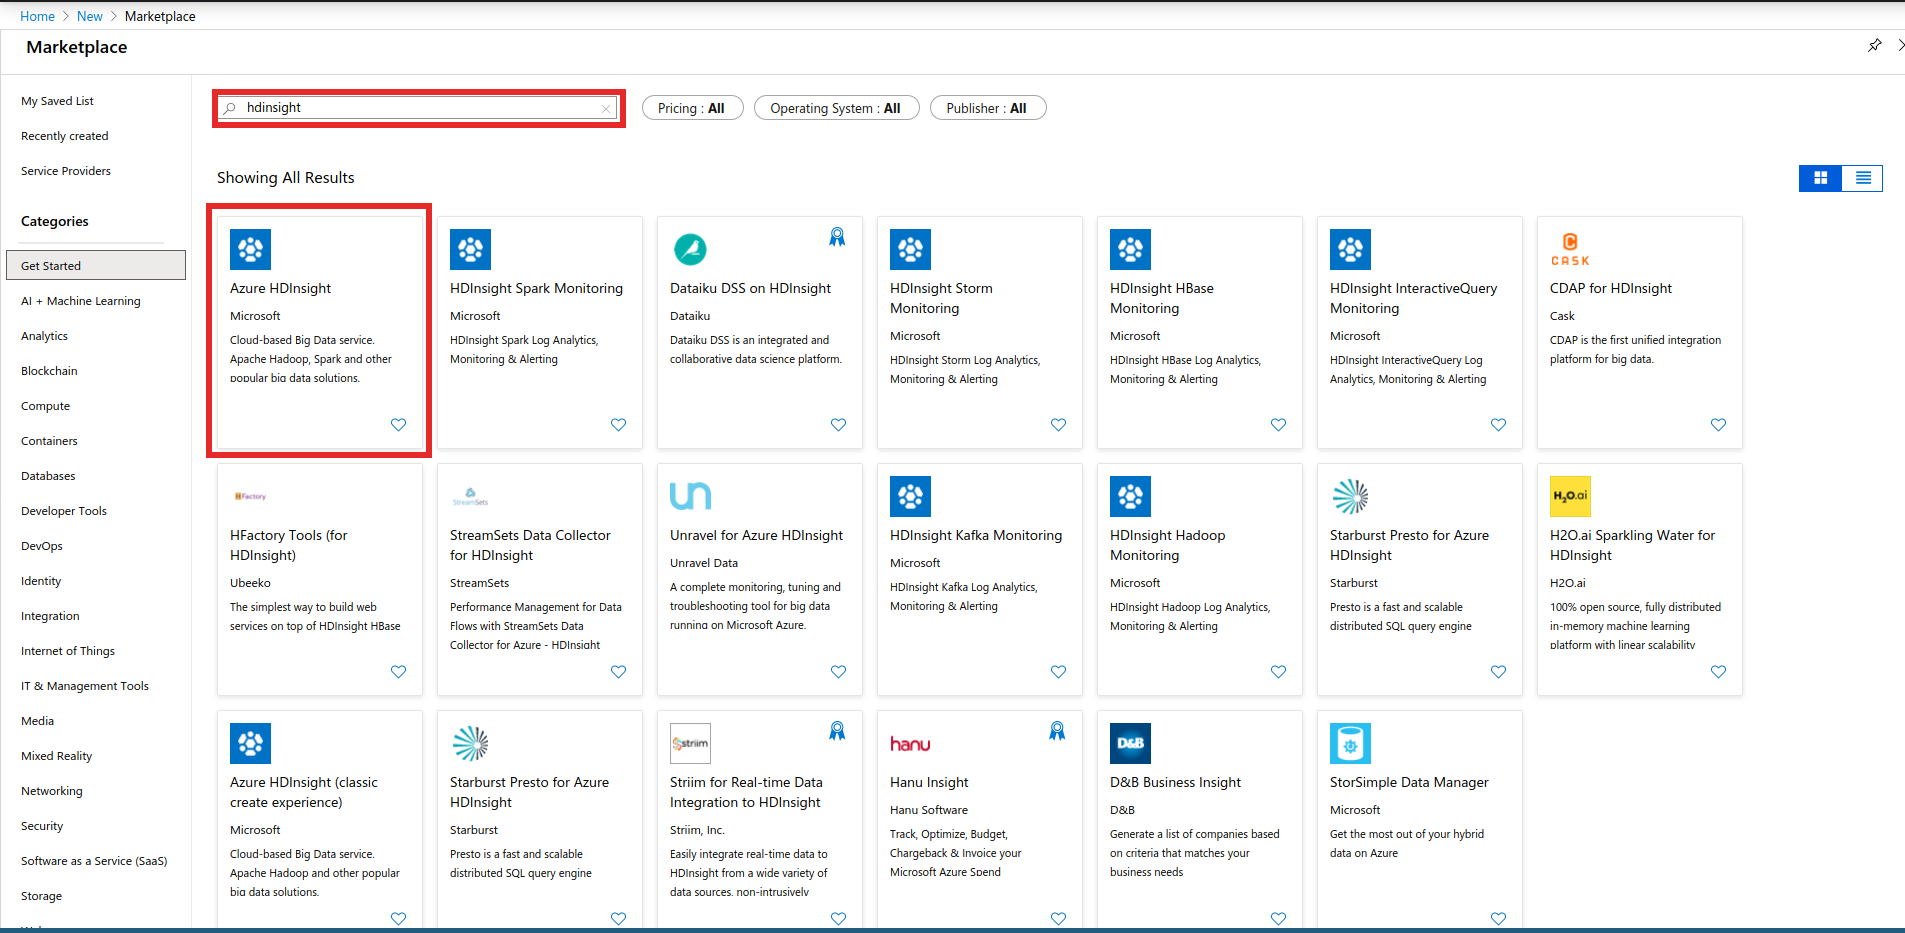 Home > New > Marketplace
Marketplace
My Saved List
Recently created
Service Providers
Categories
Get Started
AI + Machine Learning
Analytics
Blockchain
Compute
Containers
Databases
Developer Tools
DevOps
Identity
Integration
Internet of Things
IT & Management Tools
Media
Mixed Reality
Networking
Security
Software as a Service (SaaS)
Storage
hdinsight
Pricing : All
Operating System : All
Publisher : All
Showing All Results
Azure HDInsight
Microsoft
Cloud-based Big Data service.
Apache Hadoop, Spark and other
popular big data solutions.
HDInsight Spark Monitoring
Microsoft
HDInsight Spark Log Analytics,
Monitoring & Alerting
Dataiku DSS on HDInsight
Dataiku
Dataiku DSS is an integrated and
collaborative data science platform.
HDInsight Storm
Monitoring
Microsoft
HDInsight Storm Log Analytics,
Monitoring & Alerting
HDInsight HBase
Monitoring
Microsoft
HDInsight HBase Log Analytics,
Monitoring & Alerting
HDInsight InteractiveQuery
Monitoring
Microsoft
HDInsight InteractiveQuery Log
Analytics, Monitoring & Alerting
CASK
CDAP for HDInsight
Cask
CDAP is the first unified integration
platform for big data.
HFactory
HFactory Tools (for
HDInsight)
Ubeeko
The simplest way to build web
services on top of HDInsight HBase
StreamSets
StreamSets Data Collector
for HDInsight
StreamSets
Performance Management for Data
Flows with StreamSets Data
Collector for Azure - HDInsight
un
Unravel for Azure HDInsight
Unravel Data
A complete monitoring, tuning and
troubleshooting tool for big data
running on Microsoft Azure.
HDInsight Kafka Monitoring
Microsoft
HDInsight Kafka Log Analytics,
Monitoring & Alerting
HDInsight Hadoop
Monitoring
Microsoft
HDInsight Hadoop Log Analytics,
Monitoring & Alerting
Starburst Presto for Azure
HDInsight
Starburst
Presto is a fast and scalable
distributed SQL query engine
H2O.ai
H2O.ai Sparkling Water for
HDInsight
H2O.ai
100% open source, fully distributed
in-memory machine learning
platform with linear scalability
Azure HDInsight (classic
create experience)
Microsoft
Cloud-based Big Data service.
Apache Hadoop and other popular
big data solutions.
Starburst Presto for Azure
HDInsight
Starburst
Presto is a fast and scalable
distributed SQL query engine
striim
Striim for Real-time Data
Integration to HDInsight
Striim, Inc.
Easily integrate real-time data to
HDInsight from a wide variety of
data sources, non-intrusively
hanu
Hanu Insight
Hanu Software
Track, Optimize, Budget,
Chargeback & Invoice your
Microsoft Azure Spend
D&B
D&B Business Insight
D&B
Generate a list of companies based
on criteria that matches your
business needs
StorSimple Data Manager
Microsoft
Get the most out of your hybrid
data on Azure